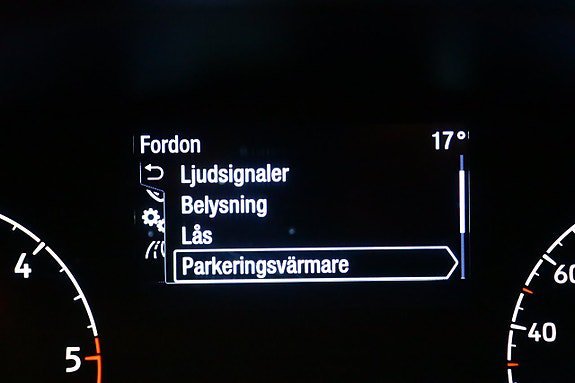 Fordon 17°
Ljudsignaler
Belysning
Lås
Parkeringsvärmare
4
5
60
40